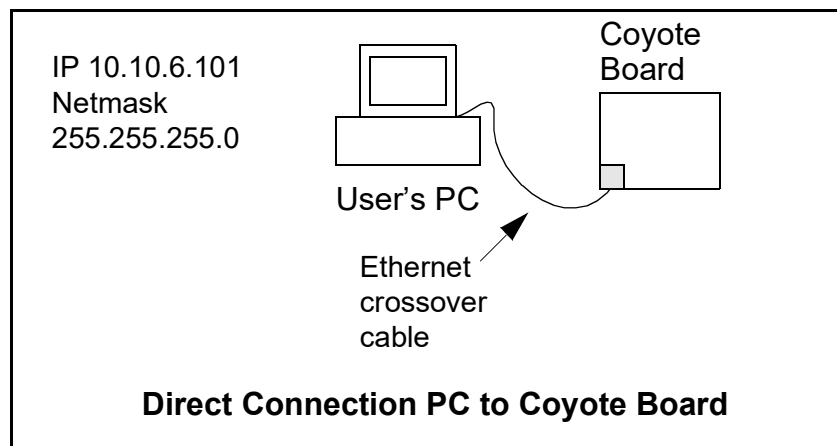 IP 10.10.6.101
Netmask
255.255.255.0
User’s PC
Coyote
Board
Ethernet
crossover
cable
Direct Connection PC to Coyote Board